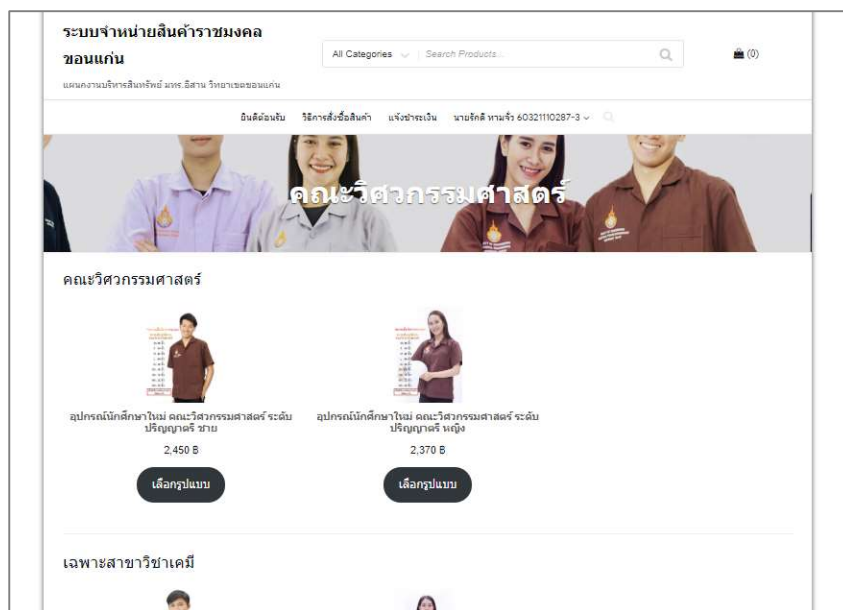 ระบบจำหน่ายสินค้าราชมงคล
ขอนแก่น
แผนกงานบริหารสินทรัพย์ มทร.อีสาน วิทยาเขตขอนแก่น
All Categories Search Products... (0)
ยินดีต้อนรับ วิธีการสั่งซื้อสินค้า แจ้งชำระเงิน นายรักดี หามจั๋ว 60321110287-3
คณะวิศวกรรมศาสตร์
คณะวิศวกรรมศาสตร์
อุปกรณ์นักศึกษาใหม่ คณะวิศวกรรมศาสตร์ ระดับ
ปริญญาตรี ชาย
2,450 ฿
เลือกรูปแบบ
อุปกรณ์นักศึกษาใหม่ คณะวิศวกรรมศาสตร์ ระดับ
ปริญญาตรี หญิง
2,370 ฿
เลือกรูปแบบ
เฉพาะสาขาวิชาเคมี